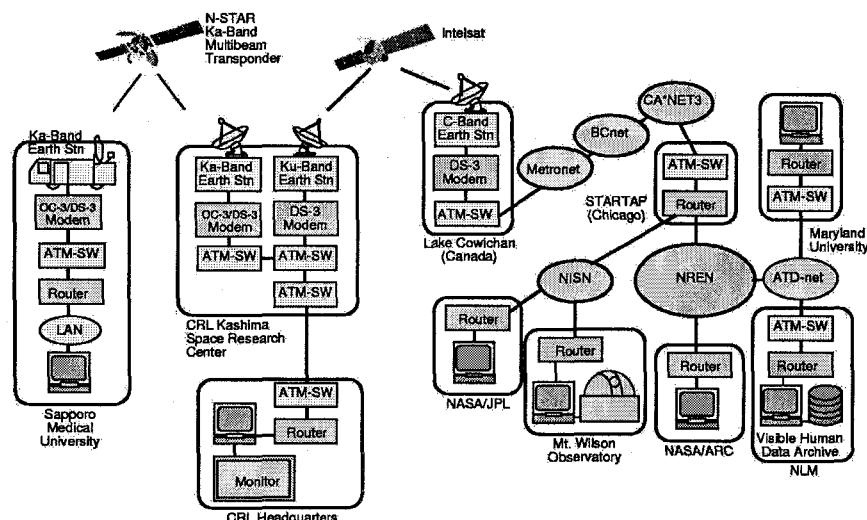 N-STAR
Ka-Band
Multibeam
Transponder
Intelsat
Ka-Band
Earth Stn
OC-3/DS-3
Modem
ATM-SW
Router
LAN
Sapporo
Medical
University
Ka-Band
Earth Stn
Ku-Band
Earth Stn
OC-3/DS-3
Modem
DS-3
Modem
ATM-SW
ATM-SW
ATM-SW
CRL Kashima
Space Research
Center
ATM-SW
Router
Monitor
CRL Headquarters
C-Band
Earth Stn
DS-3
Modem
ATM-SW
Lake Cowichan
(Canada)
Metronet
BCnet
CA*NET3
ATM-SW
Router
STARTAP
(Chicago)
Router
ATM-SW
Maryland
University
NISN
NREN
ATD-net
Router
NASA/JPL
Router
Mt. Wilson
Observatory
Router
NASA/ARC
ATM-SW
Router
Visible Human
Data Archive
NLM